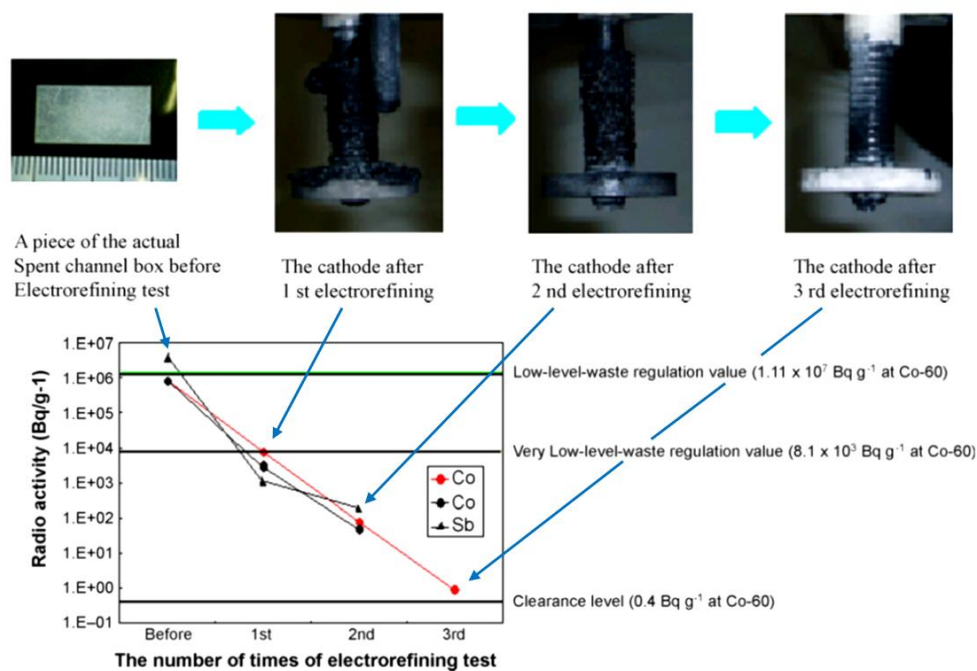 A piece of the actual
Spent channel box before
Electrorefining test
The cathode after
1 st electrorefining
The cathode after
2 nd electrorefining
The cathode after
3 rd electrorefining
Radio activity (Bq/g-1)
1.E+07
1.E+06
1.E+05
1.E+04
1.E+03
1.E+02
1.E+01
1.E+00
1.E–01
Co
Co
Sb
Low-level-waste regulation value (1.11 x 10⁷ Bq g⁻¹ at Co-60)
Very Low-level-waste regulation value (8.1 x 10³ Bq g⁻¹ at Co-60)
Clearance level (0.4 Bq g⁻¹ at Co-60)
Before 1st 2nd 3rd
The number of times of electrorefining test